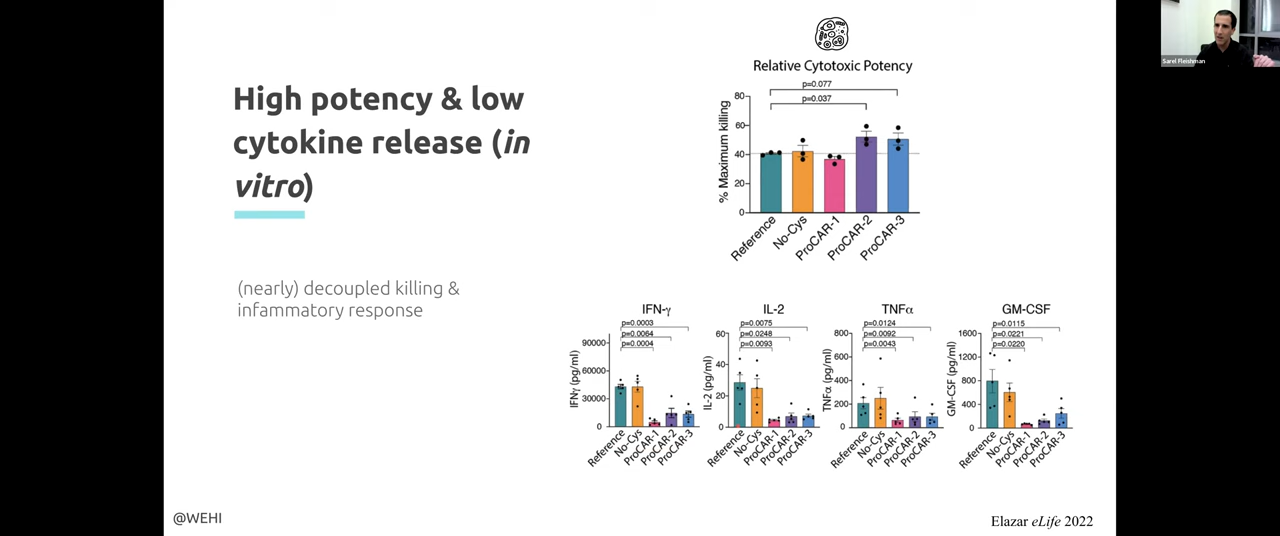 Sarel Fleishman
High potency & low
cytokine release (in
vitro)
(nearly) decoupled killing &
infammatory response
Relative Cytotoxic Potency
p=0.077
p=0.037
% Maximum killing
80
60
40
20
0
Reference
No-Cys
ProCAR-1
ProCAR-2
ProCAR-3
IFN-γ
p=0.0003
p=0.0064
p=0.0004
IFNγ (pg/ml)
90000
60000
30000
0
Reference
No-Cys
ProCAR-1
ProCAR-2
ProCAR-3
IL-2
p=0.0075
p=0.0248
p=0.0093
IL-2 (pg/ml)
60
40
20
0
Reference
No-Cys
ProCAR-1
ProCAR-2
ProCAR-3
TNFα
p=0.0124
p=0.0092
p=0.0043
TNFα (pg/ml)
800
600
400
200
0
Reference
No-Cys
ProCAR-1
ProCAR-2
ProCAR-3
GM-CSF
p=0.0115
p=0.0221
p=0.0220
GM-CSF (pg/ml)
1600
1200
800
400
0
Reference
No-Cys
ProCAR-1
ProCAR-2
ProCAR-3
@WEHI
Elazar eLife 2022